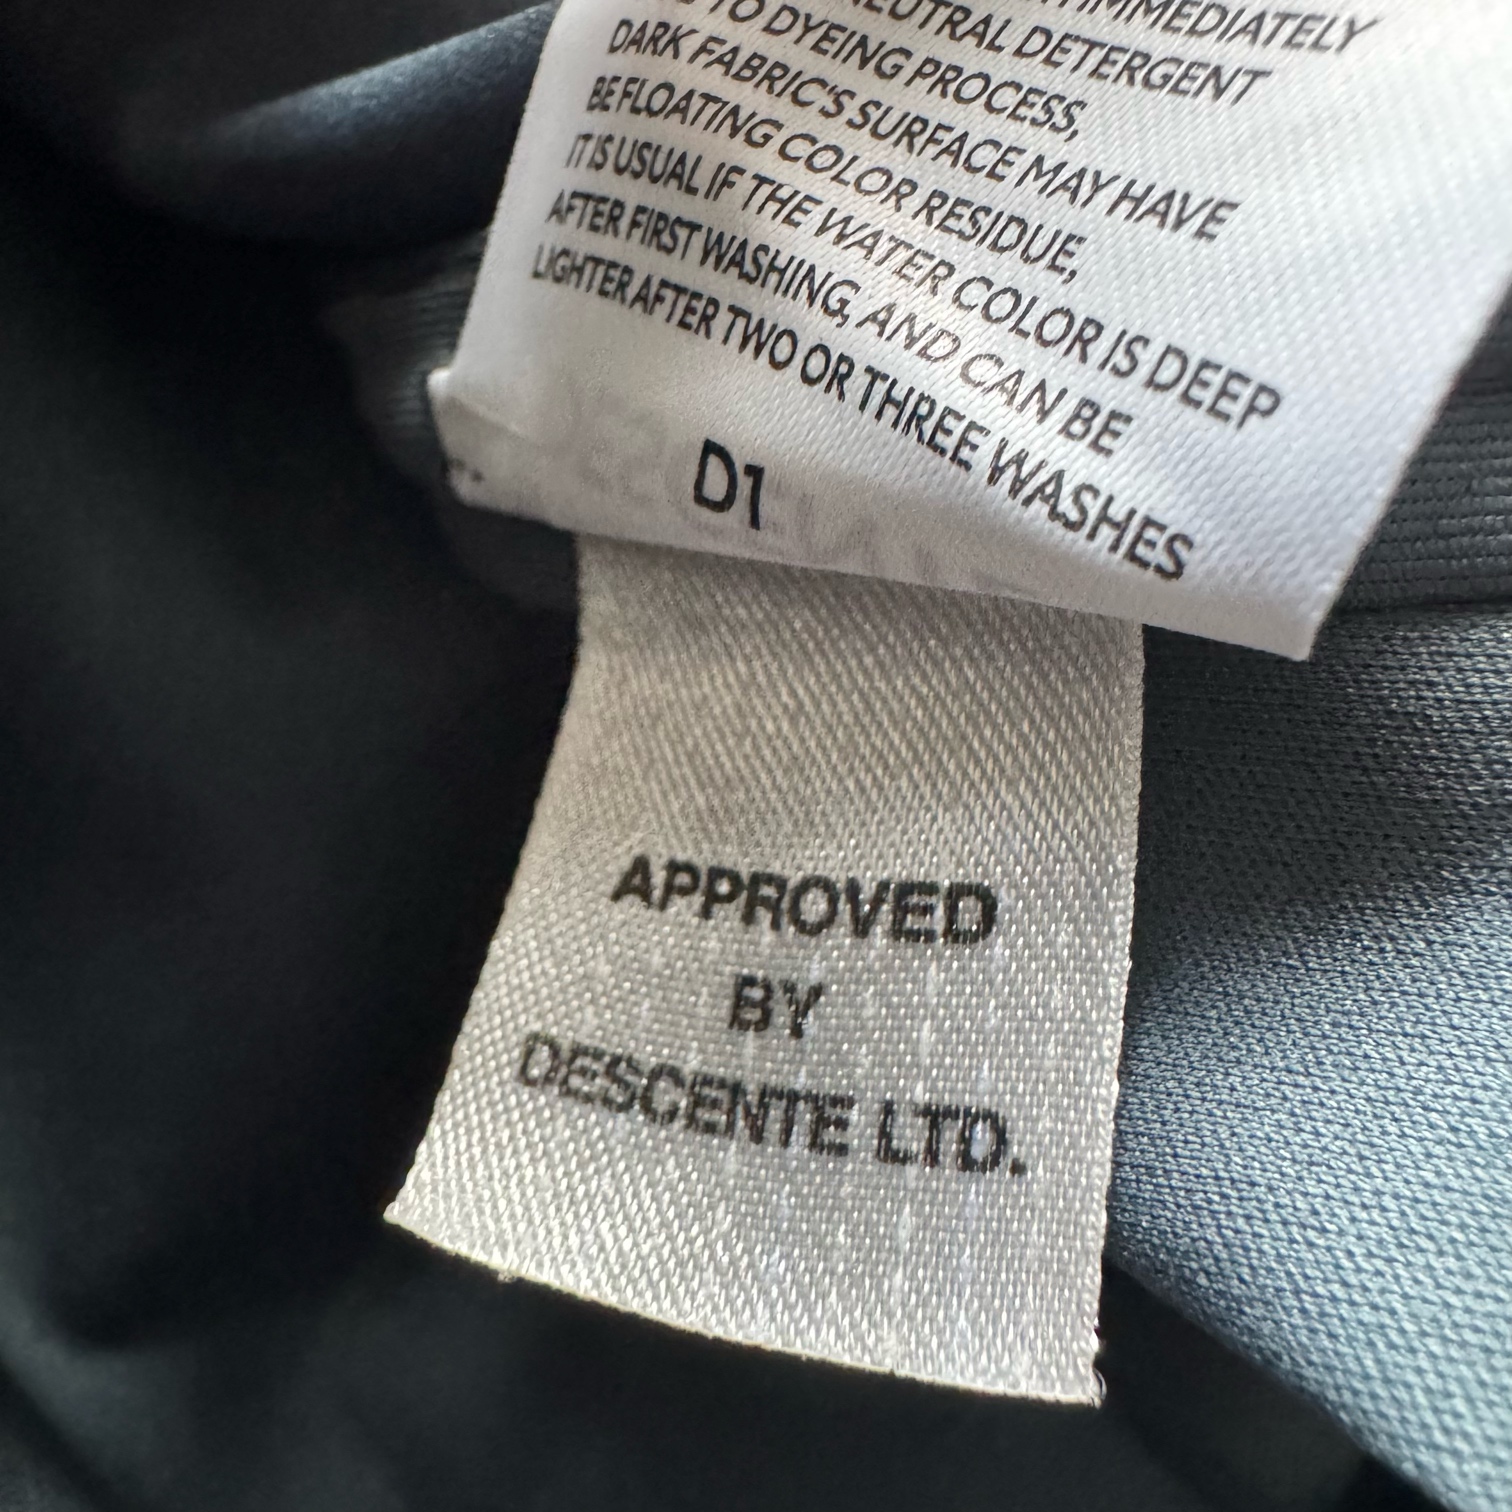 IMMEDIATELY
NEUTRAL DETERGENT
TO DYEING PROCESS,
DARK FABRIC'S SURFACE MAY HAVE
BE FLOATING COLOR RESIDUE,
IT IS USUAL IF THE WATER COLOR IS DEEP
AFTER FIRST WASHING, AND CAN BE
LIGHTER AFTER TWO OR THREE WASHES
D1
APPROVED
BY
DESCENTE LTD.